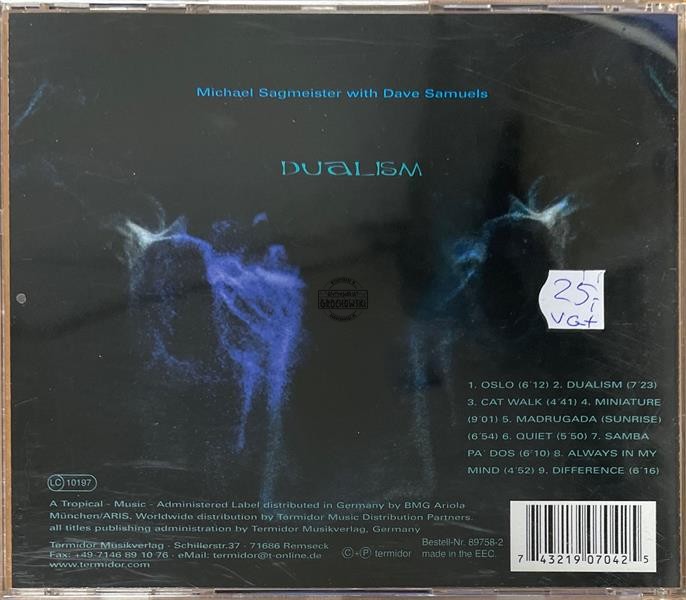 Michael Sagmeister with Dave Samuels
DUALISM
GROCHOWSKI
25,-
VG+
1. OSLO (6´12) 2. DUALISM (7´23)
3. CAT WALK (4´41) 4. MINIATURE
(9´01) 5. MADRUGADA (SUNRISE)
(6´54) 6. QUIET (5´50) 7. SAMBA
PA´ DOS (6´10) 8. ALWAYS IN MY
MIND (4´52) 9. DIFFERENCE (6´16)
LC 10197
A Tropical - Music - Administered Label distributed in Germany by BMG Ariola
München/ARIS, Worldwide distribution by Termidor Music Distribution Partners.
all titles publishing administration by Termidor Musikverlag, Germany
Termidor Musikverlag - Schillerstr.37 - 71686 Remseck
Fax: +49-7146 89 10 76 - eMail: termidor@t-online.de
www.termidor.com
C + P termidor
Bestell-Nr. 89758-2
made in the EEC.
7 43219 07042 5